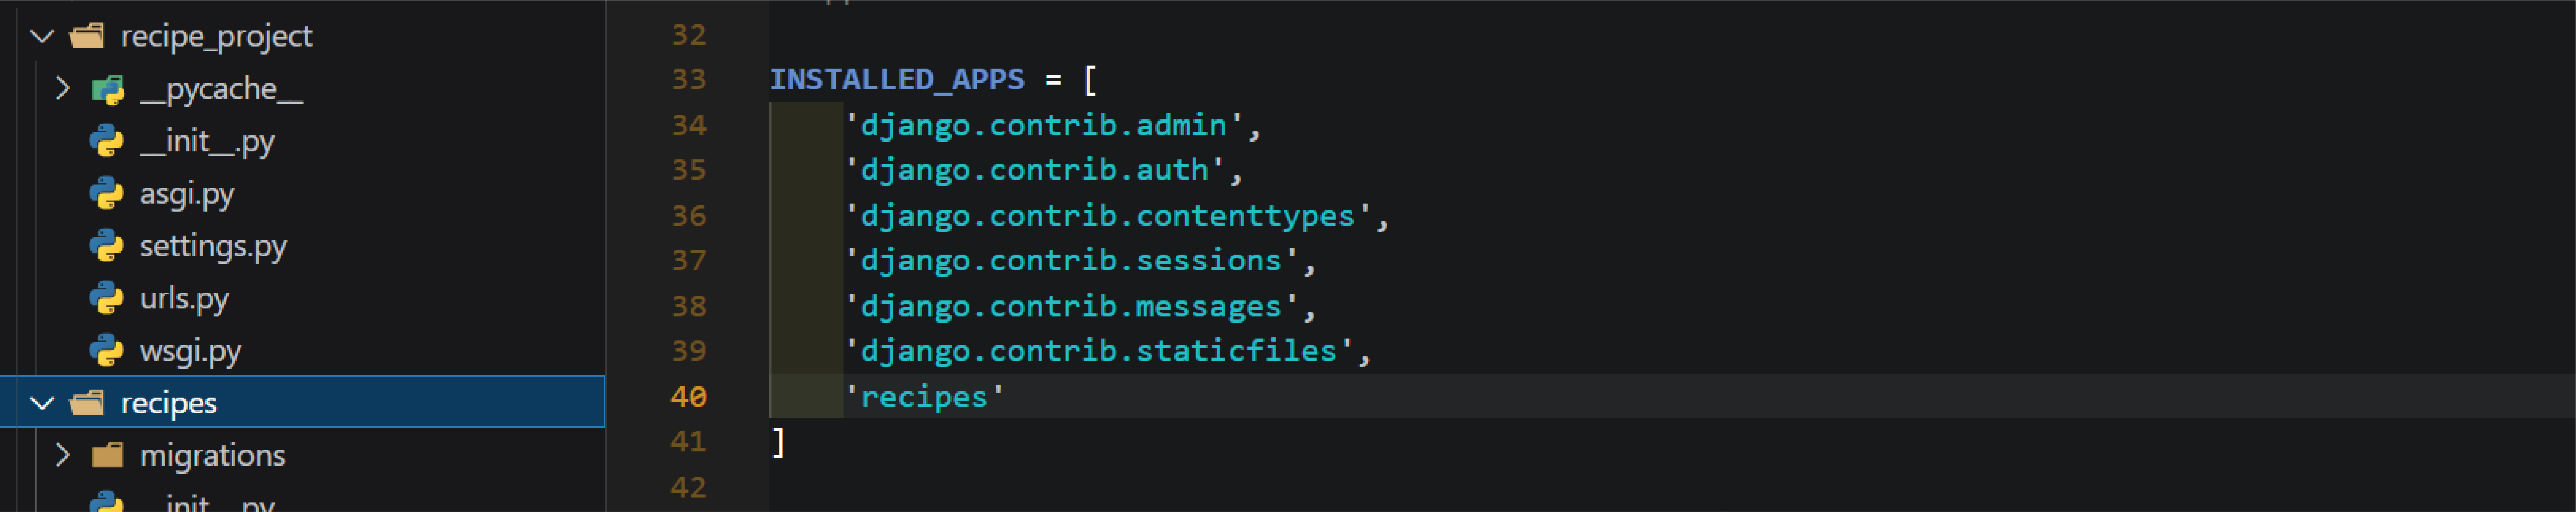 recipe_project
__pycache__
__init__.py
asgi.py
settings.py
urls.py
wsgi.py
recipes
migrations
__init__.py
32
33 INSTALLED_APPS = [
34 'django.contrib.admin',
35 'django.contrib.auth',
36 'django.contrib.contenttypes',
37 'django.contrib.sessions',
38 'django.contrib.messages',
39 'django.contrib.staticfiles',
40 'recipes'
41 ]
42